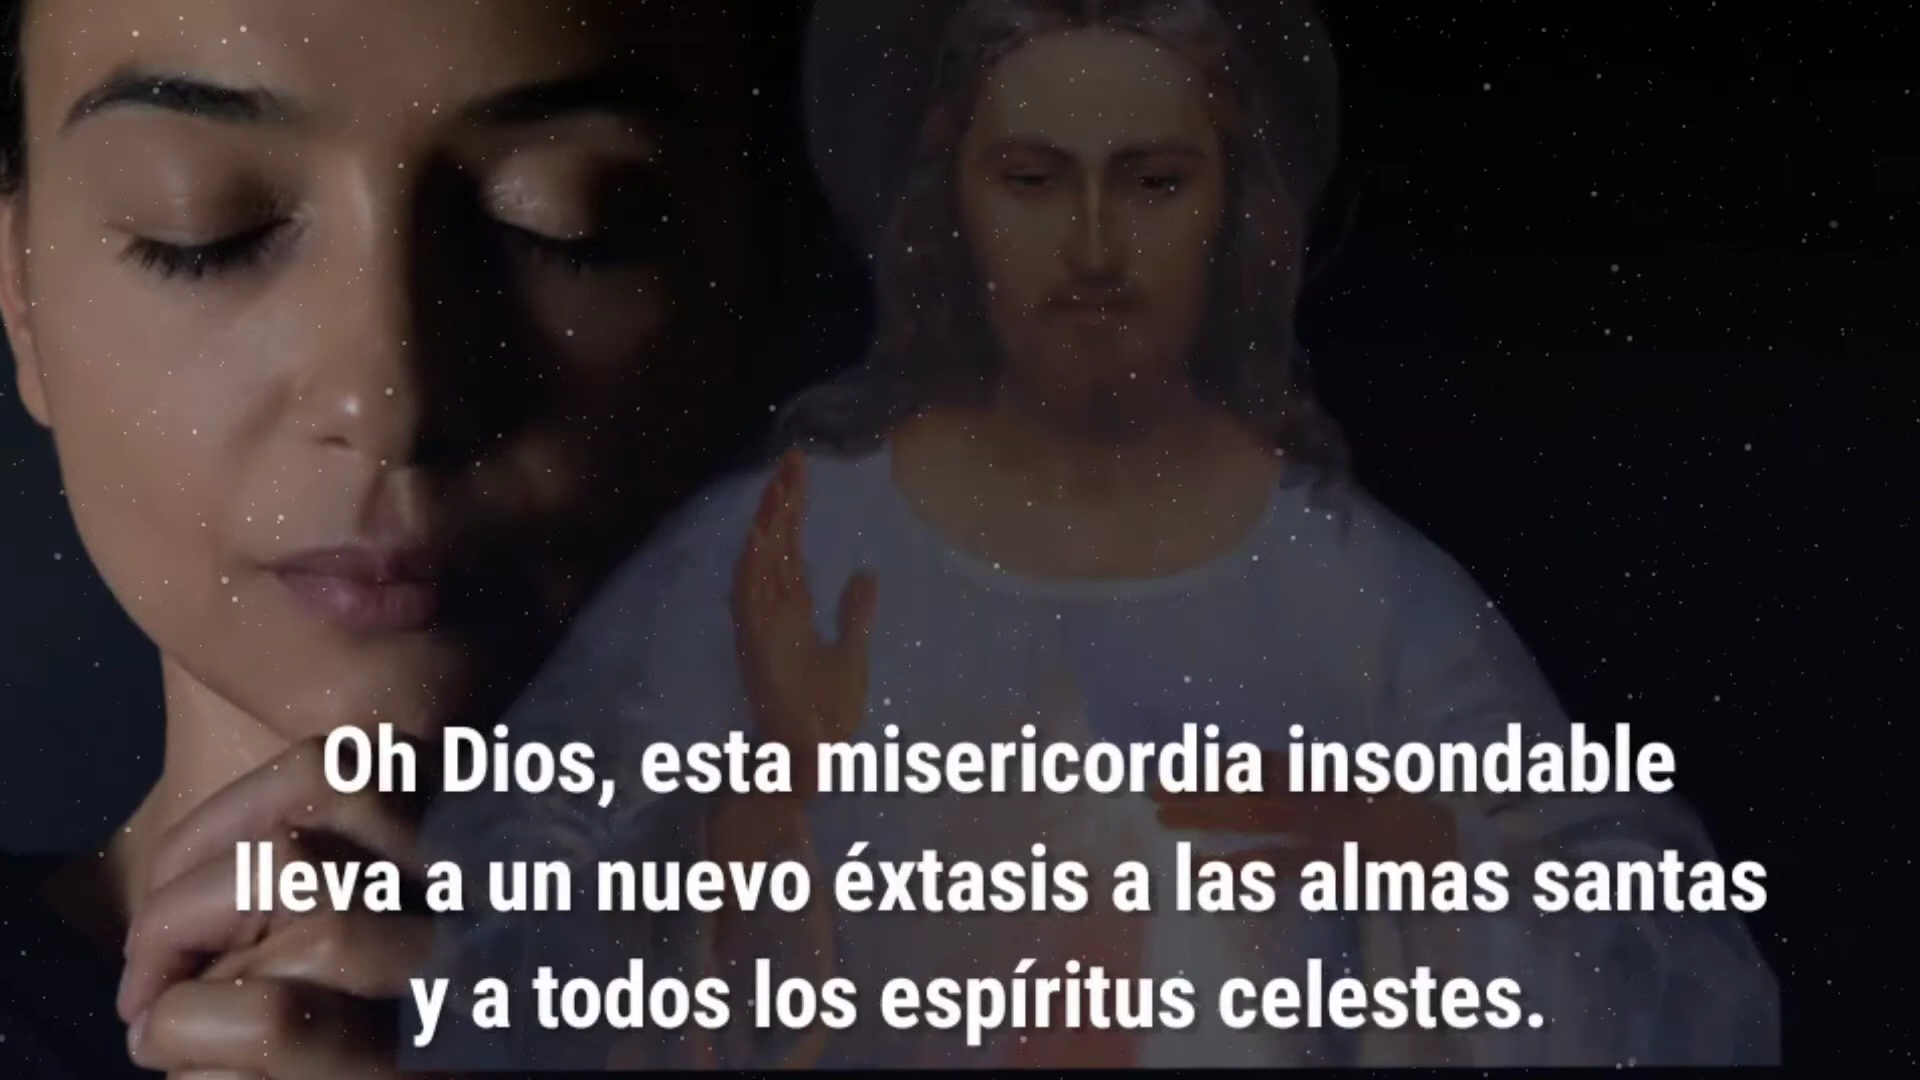 Oh Dios, esta misericordia insondable
lleva a un nuevo éxtasis a las almas santas
y a todos los espíritus celestes.